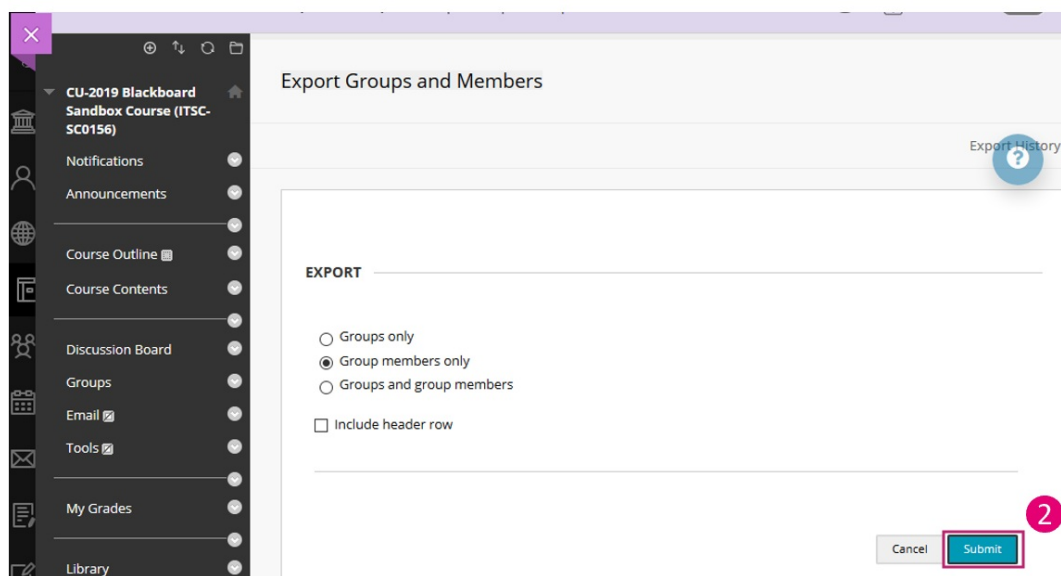 CU-2019 Blackboard
Sandbox Course (ITSC-
SC0156)
Notifications
Announcements
Course Outline
Course Contents
Discussion Board
Groups
Email
Tools
My Grades
Library
Export Groups and Members
Export History
?
EXPORT
Groups only
Group members only
Groups and group members
Include header row
2
Cancel
Submit